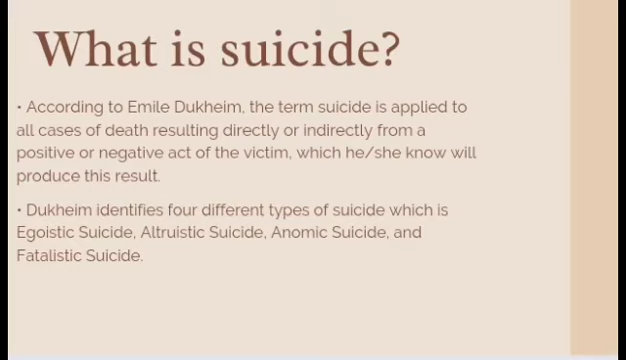 What is suicide?
• According to Emile Dukheim, the term suicide is applied to
all cases of death resulting directly or indirectly from a
positive or negative act of the victim, which he/she know will
produce this result.
• Dukheim identifies four different types of suicide which is
Egoistic Suicide, Altruistic Suicide, Anomic Suicide, and
Fatalistic Suicide.